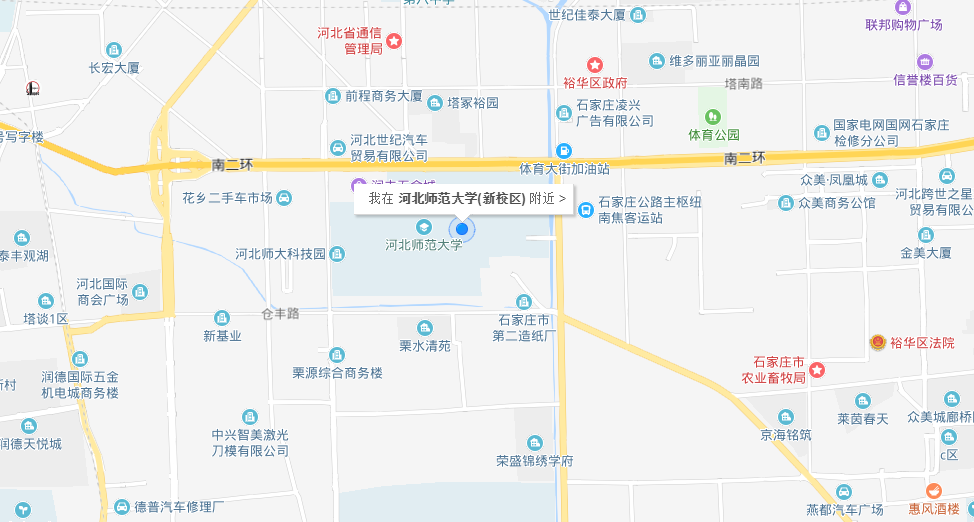 世纪佳泰大厦
联邦购物广场
河北省通信
管理局
长宏大厦
维多丽亚丽晶园
裕华区政府
塔南路
信誉楼百货
前程商务大厦
塔冢裕园
石家庄凌兴
广告有限公司
体育公园
国家电网国网石家庄
检修分公司
号写字楼
河北世纪汽车
贸易有限公司
南二环
南二环
体育大街加油站
众美·凤凰城
花乡二手车市场
我在 河北师范大学(新校区) 附近 >
石家庄公路主枢纽
南焦客运站
众美商务公馆
河北跨世之星
贸易有限公
河北师范大学
泰丰观湖
河北师大科技园
金美大厦
河北国际
商会广场
塔谈1区
仓丰路
新基业
栗水清苑
石家庄市
第二造纸厂
裕华区法院
栗源综合商务楼
润德国际五金
机电城商务楼
新村
石家庄市
农业畜牧局
莱茵春天
众美城廊桥
中兴智美激光
刀模有限公司
润德天悦城
京海铭筑
c区
荣盛锦绣学府
德普汽车修理厂
燕都汽车广场
惠风酒楼